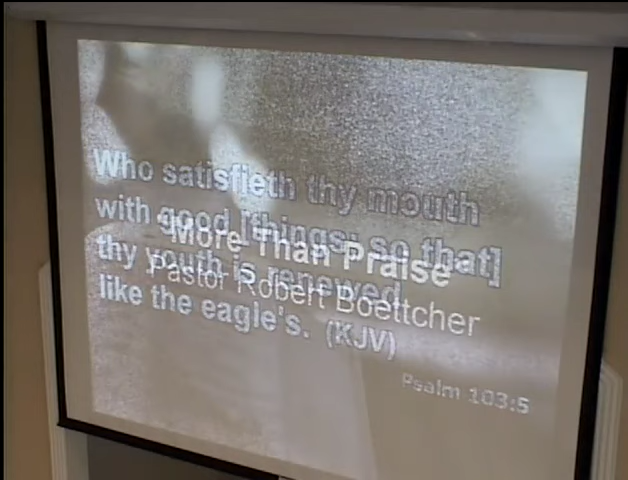 Who satisfieth thy mouth
with good [things; so that]
"More Than Praise
thy youth is renewed
Pastor Robert Boettcher
like the eagle's. (KJV)
Psalm 103:5